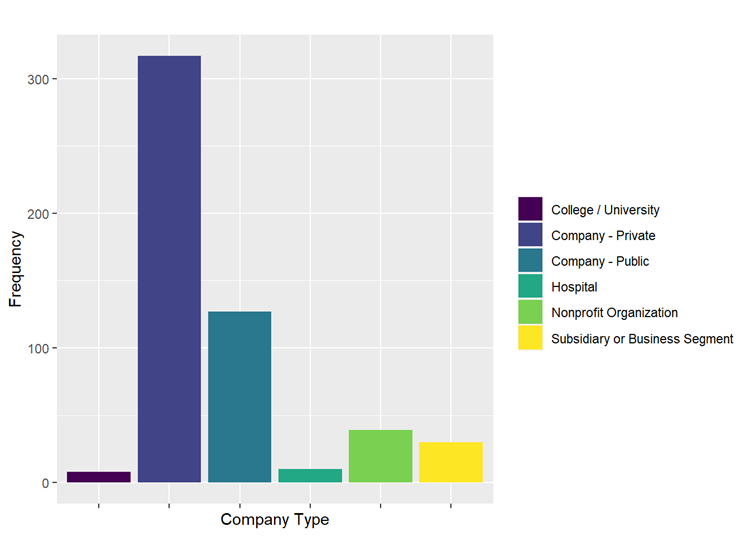 300
200
100
0
Frequency
Company Type
College / University
Company - Private
Company - Public
Hospital
Nonprofit Organization
Subsidiary or Business Segment